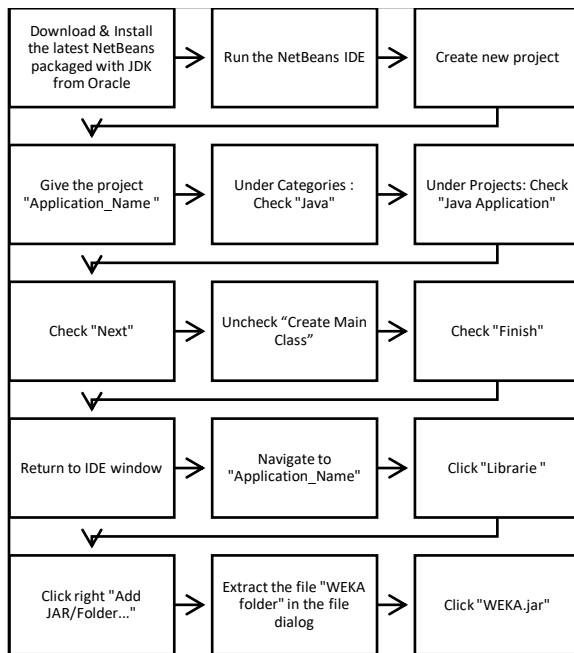 Download & Install
the latest NetBeans
packaged with JDK
from Oracle
Run the NetBeans IDE
Create new project
Give the project
"Application_Name "
Under Categories :
Check "Java"
Under Projects: Check
"Java Application"
Check "Next"
Uncheck “Create Main
Class”
Check "Finish"
Return to IDE window
Navigate to
"Application_Name"
Click "Librarie "
Click right "Add
JAR/Folder..."
Extract the file "WEKA
folder" in the file
dialog
Click "WEKA.jar"